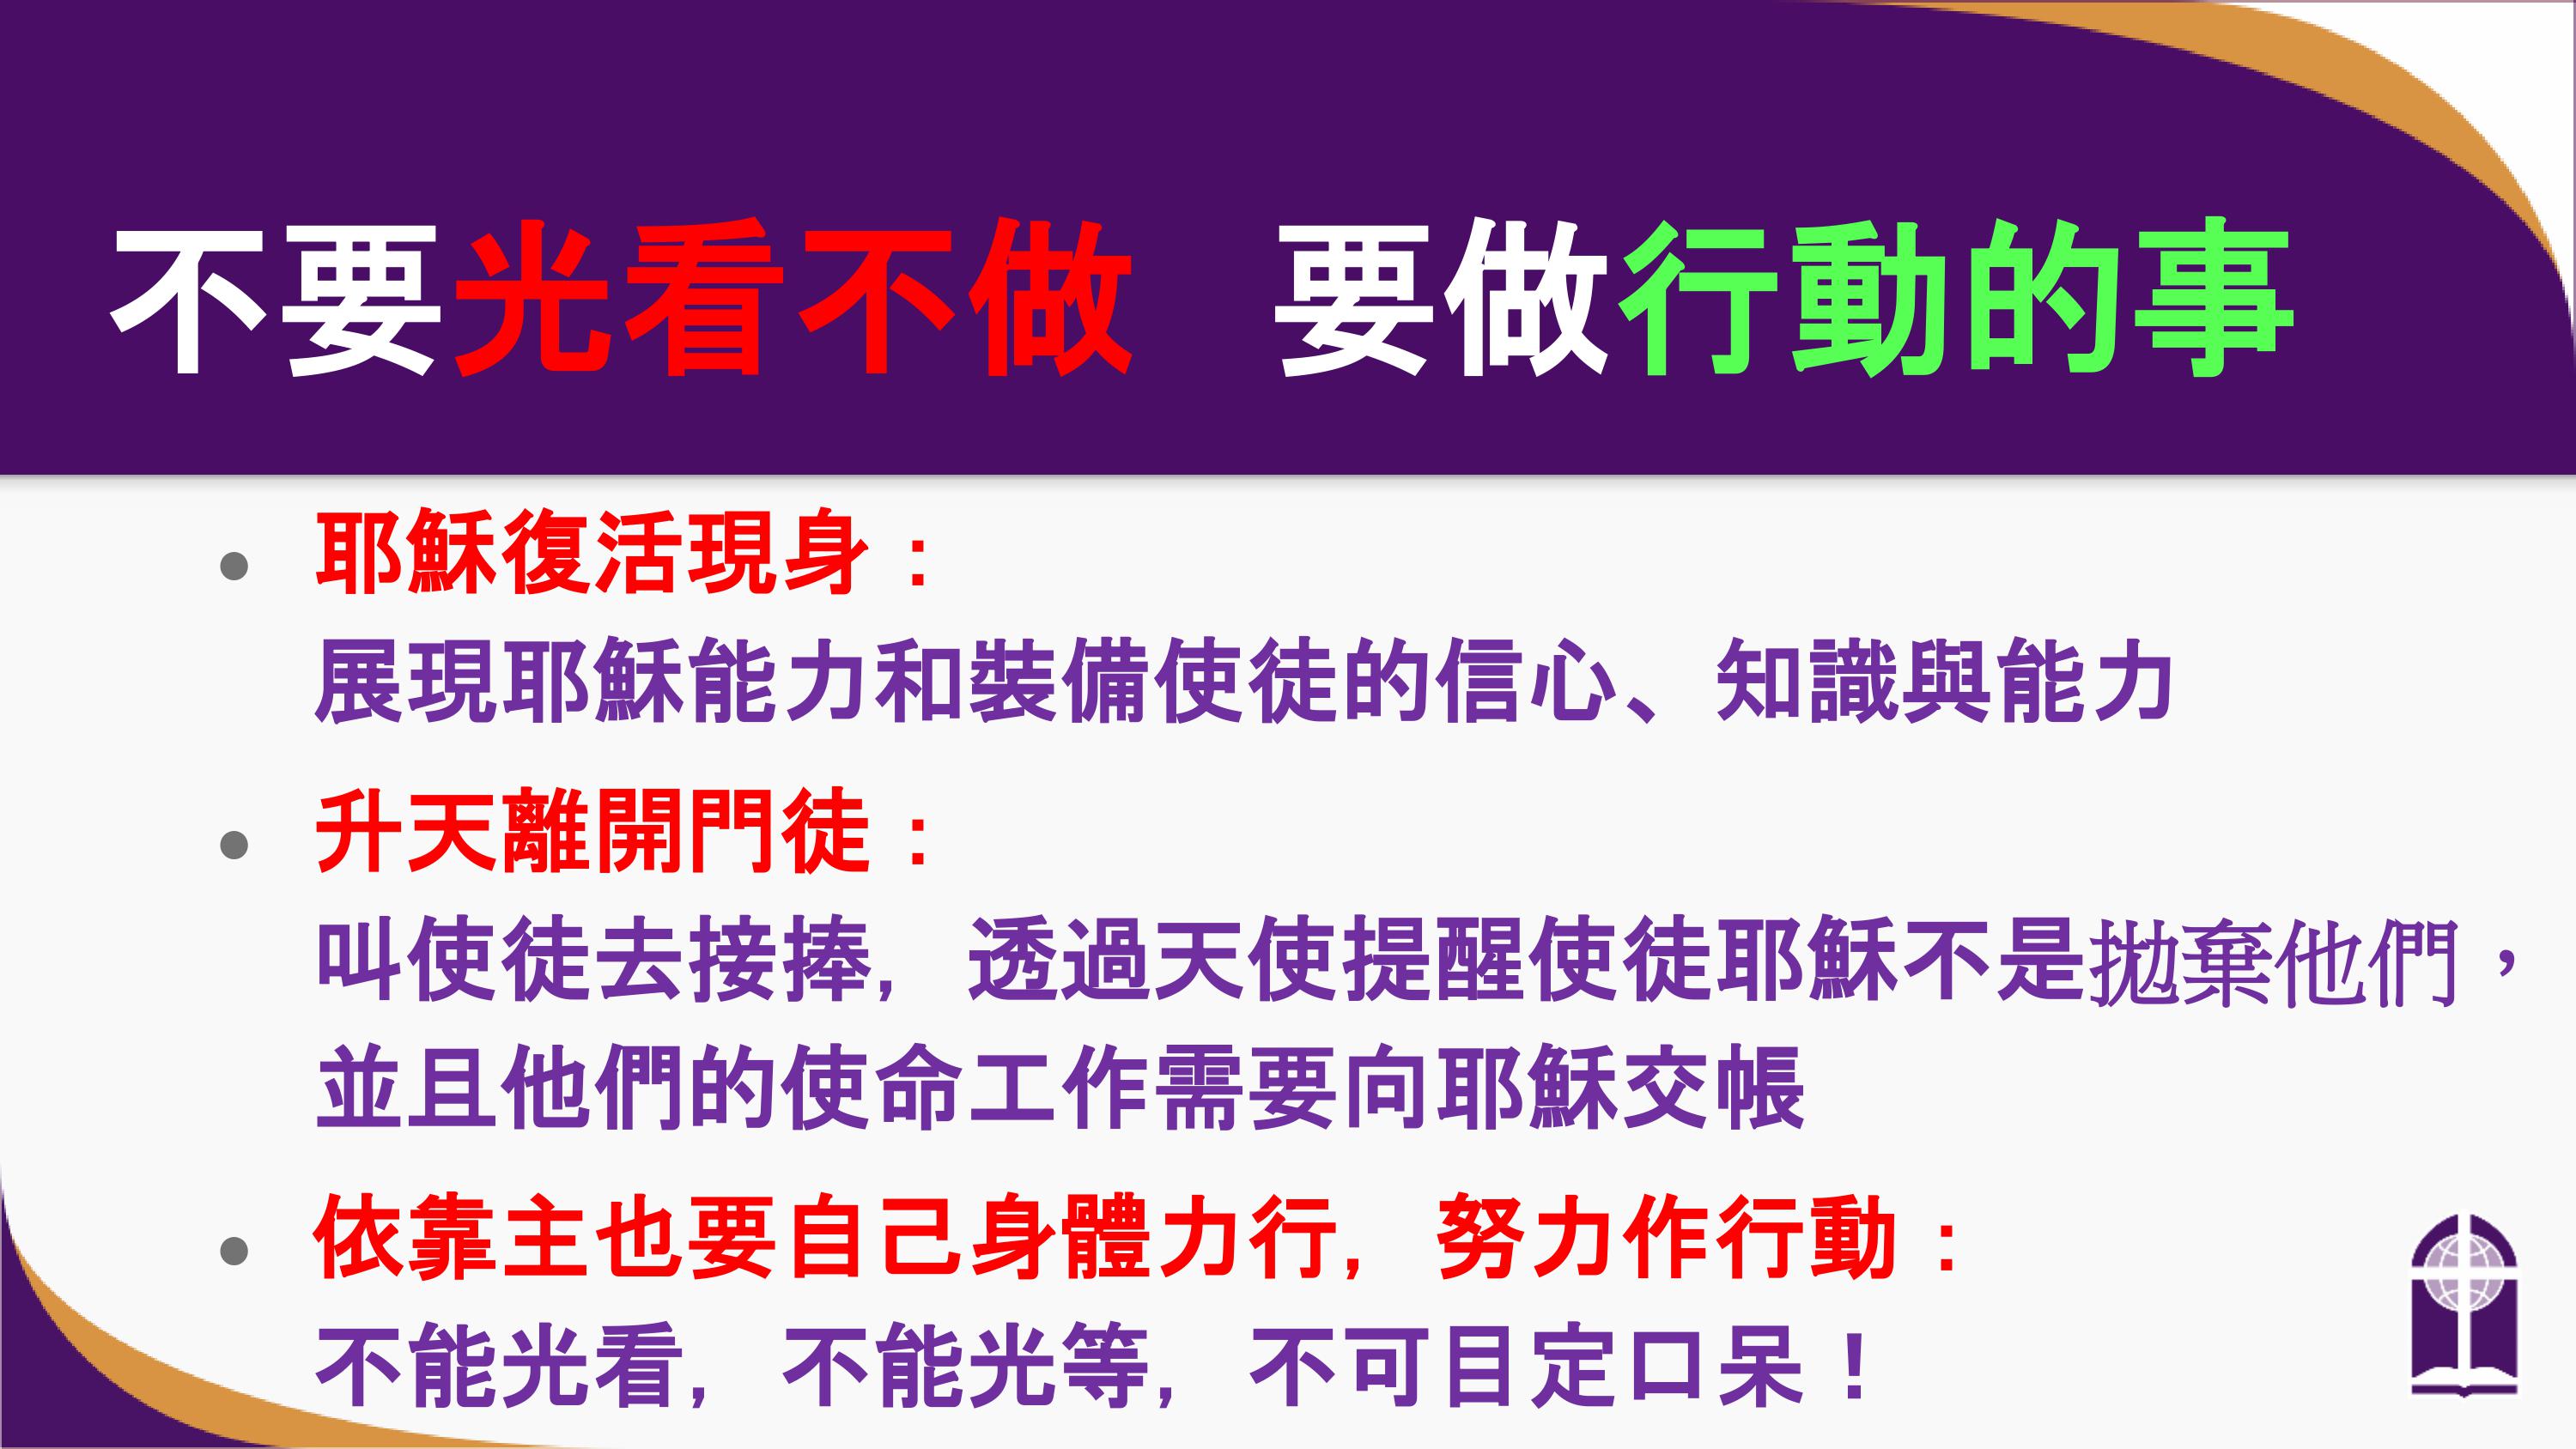 不要光看不做　要做行動的事
• 耶穌復活現身：
展現耶穌能力和裝備使徒的信心、知識與能力
• 升天離開門徒：
叫使徒去接捧，透過天使提醒使徒耶穌不是拋棄他們，
並且他們的使命工作需要向耶穌交帳
• 依靠主也要自己身體力行，努力作行動：
不能光看，不能光等，不可目定口呆！